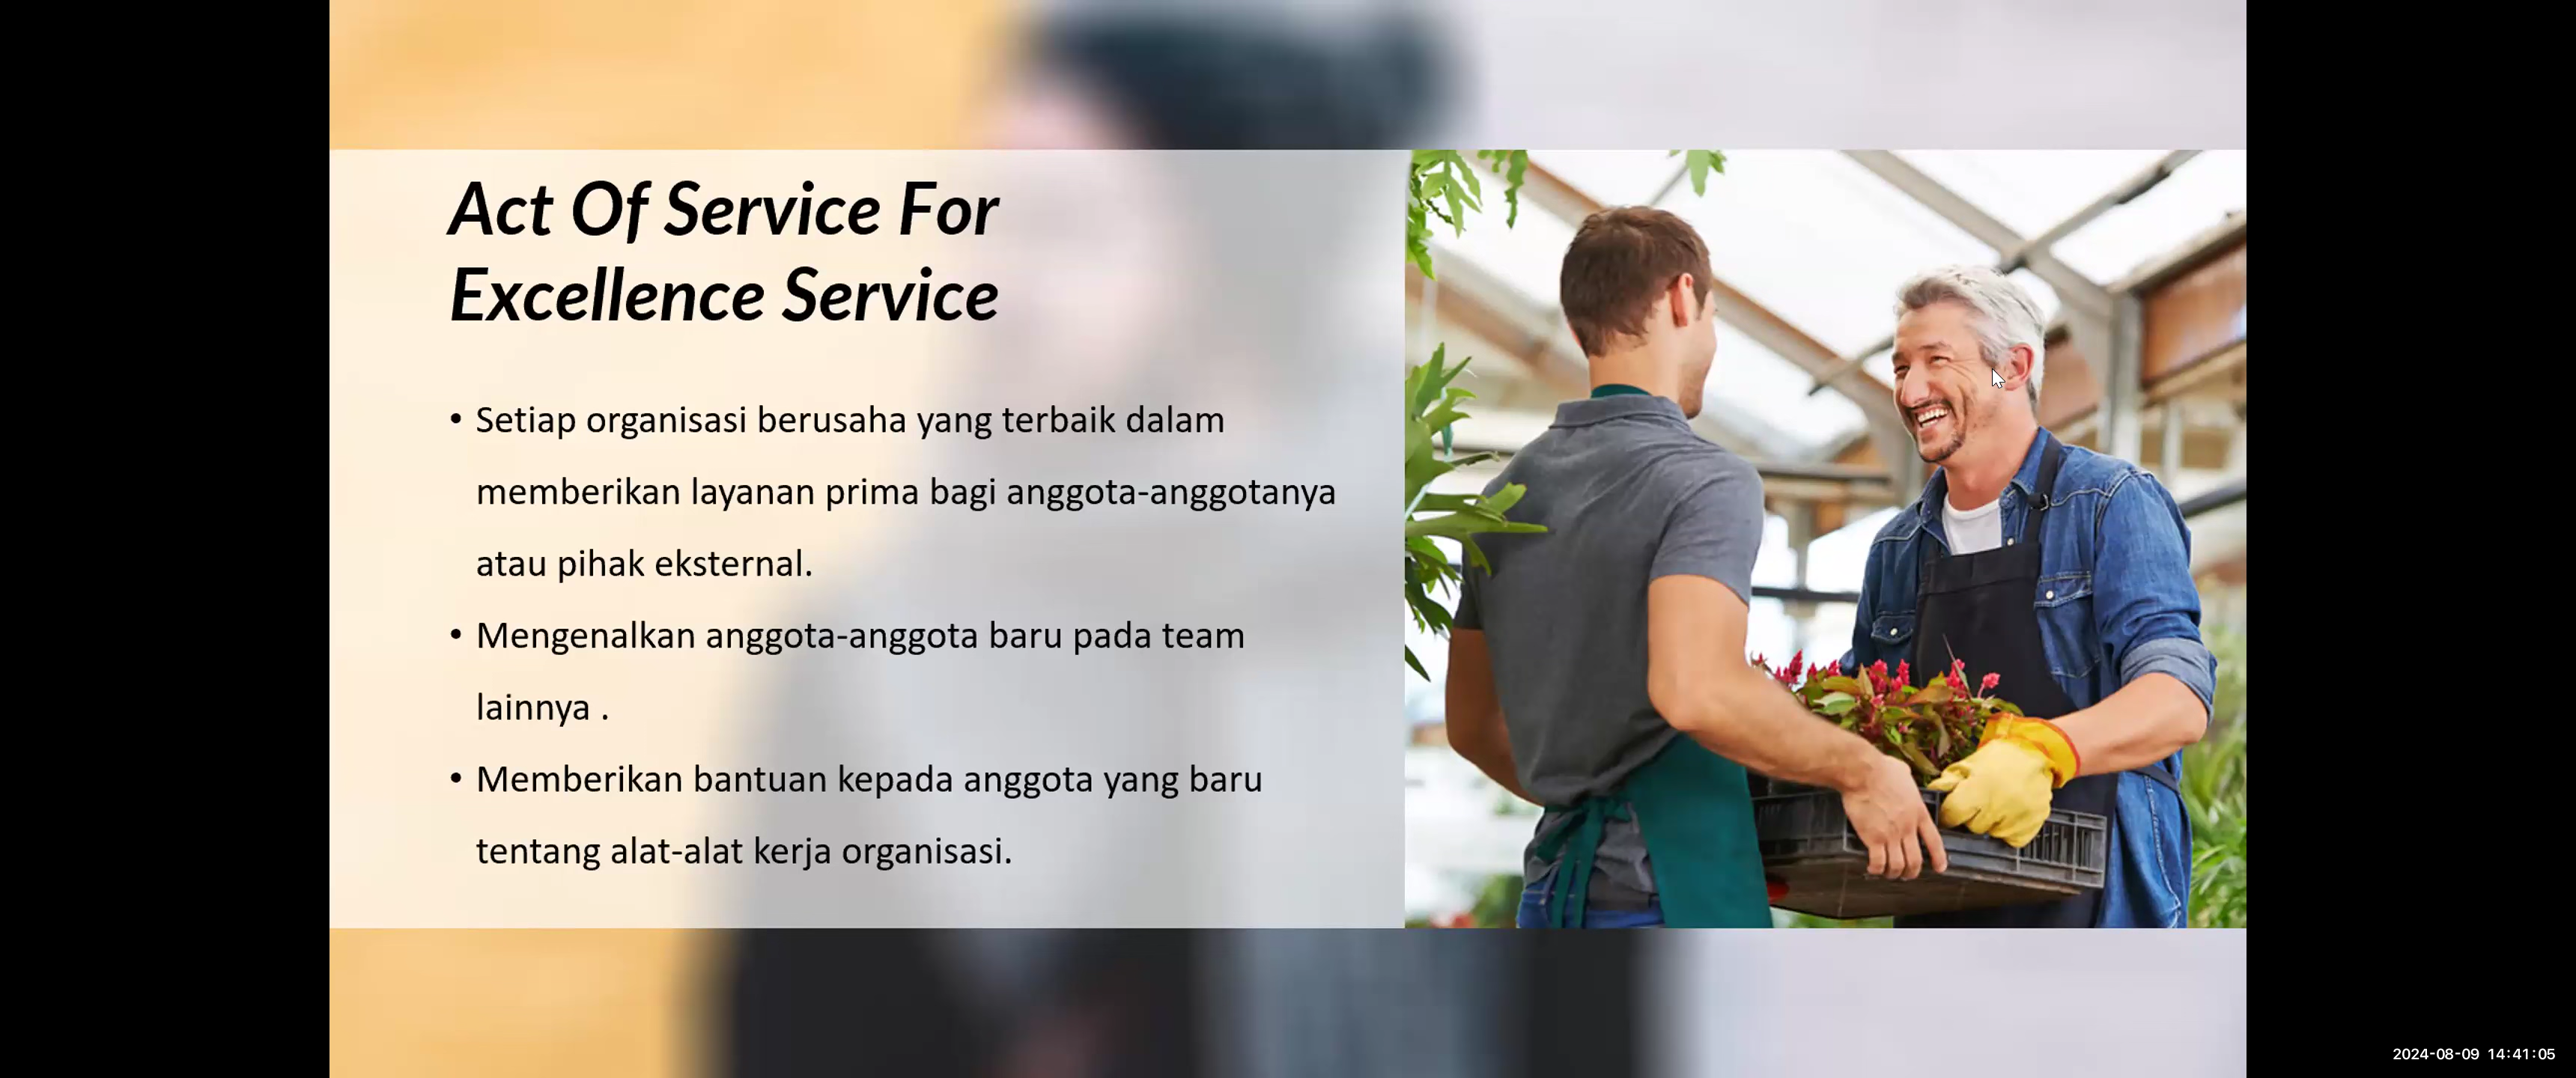 Act Of Service For
Excellence Service
• Setiap organisasi berusaha yang terbaik dalam
memberikan layanan prima bagi anggota-anggotanya
atau pihak eksternal.
• Mengenalkan anggota-anggota baru pada team
lainnya .
• Memberikan bantuan kepada anggota yang baru
tentang alat-alat kerja organisasi.
2024-08-09 14:41:05